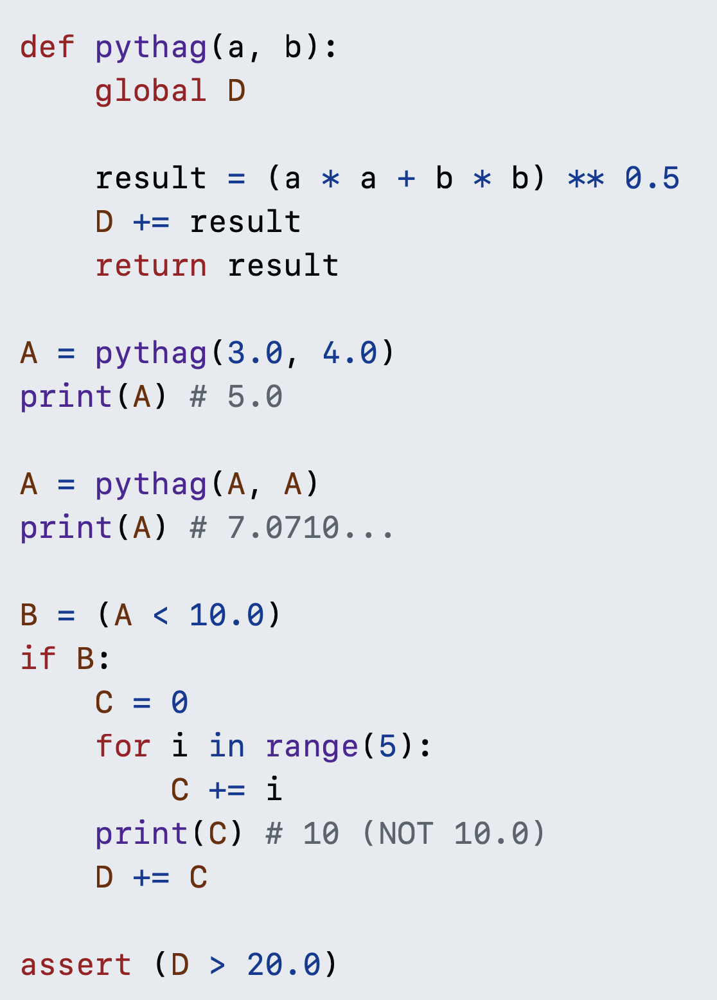 def pythag(a, b):
    global D

    result = (a * a + b * b) ** 0.5
    D += result
    return result

A = pythag(3.0, 4.0)
print(A) # 5.0

A = pythag(A, A)
print(A) # 7.0710...

B = (A < 10.0)
if B:
    C = 0
    for i in range(5):
        C += i
    print(C) # 10 (NOT 10.0)
    D += C

assert (D > 20.0)